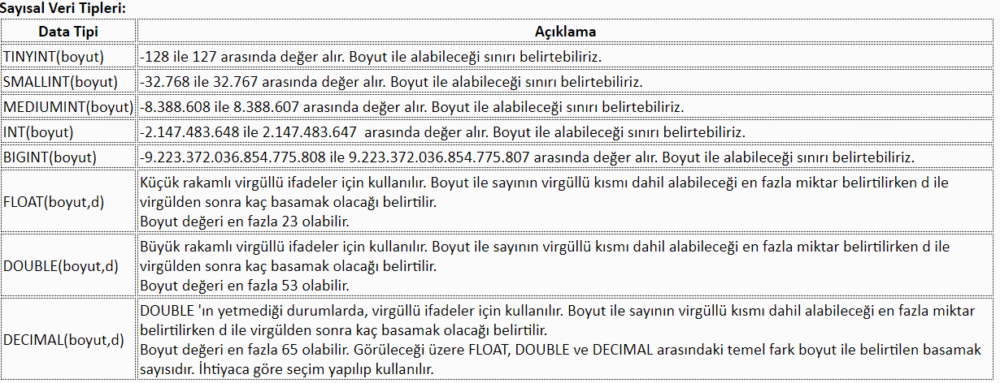 Sayısal Veri Tipleri:
Data Tipi Açıklama
TINYINT(boyut) -128 ile 127 arasında değer alır. Boyut ile alabileceği sınırı belirtebiliriz.
SMALLINT(boyut) -32.768 ile 32.767 arasında değer alır. Boyut ile alabileceği sınırı belirtebiliriz.
MEDIUMINT(boyut) -8.388.608 ile 8.388.607 arasında değer alır. Boyut ile alabileceği sınırı belirtebiliriz.
INT(boyut) -2.147.483.648 ile 2.147.483.647 arasında değer alır. Boyut ile alabileceği sınırı belirtebiliriz.
BIGINT(boyut) -9.223.372.036.854.775.808 ile 9.223.372.036.854.775.807 arasında değer alır. Boyut ile alabileceği sınırı belirtebiliriz.
FLOAT(boyut,d)
Küçük rakamlı virgüllü ifadeler için kullanılır. Boyut ile sayının virgüllü kısmı dahil alabileceği en fazla miktar belirtilirken d ile
virgülden sonra kaç basamak olacağı belirtilir.
Boyut değeri en fazla 23 olabilir.
DOUBLE(boyut,d)
Büyük rakamlı virgüllü ifadeler için kullanılır. Boyut ile sayının virgüllü kısmı dahil alabileceği en fazla miktar belirtilirken d ile
virgülden sonra kaç basamak olacağı belirtilir.
Boyut değeri en fazla 53 olabilir.
DECIMAL(boyut,d)
DOUBLE 'ın yetmediği durumlarda, virgüllü ifadeler için kullanılır. Boyut ile sayının virgüllü kısmı dahil alabileceği en fazla miktar
belirtilirken d ile virgülden sonra kaç basamak olacağı belirtilir.
Boyut değeri en fazla 65 olabilir. Görüleceği üzere FLOAT, DOUBLE ve DECIMAL arasındaki temel fark boyut ile belirtilen basamak
sayısıdır. İhtiyaca göre seçim yapılıp kullanılır.